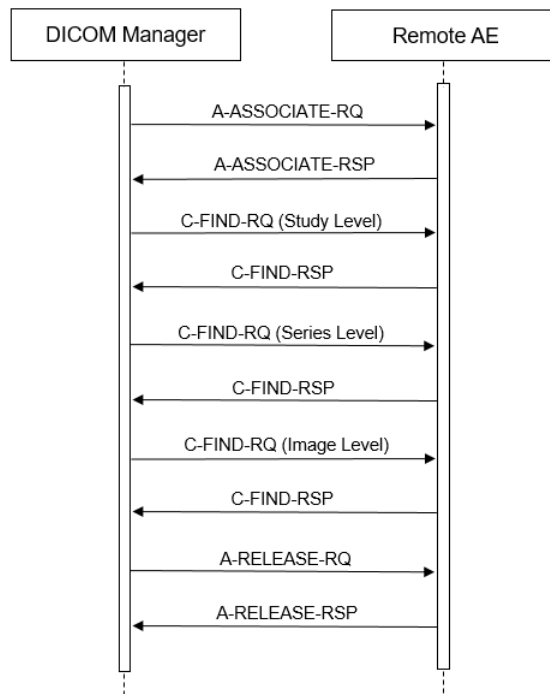 DICOM Manager
Remote AE
A-ASSOCIATE-RQ
A-ASSOCIATE-RSP
C-FIND-RQ (Study Level)
C-FIND-RSP
C-FIND-RQ (Series Level)
C-FIND-RSP
C-FIND-RQ (Image Level)
C-FIND-RSP
A-RELEASE-RQ
A-RELEASE-RSP